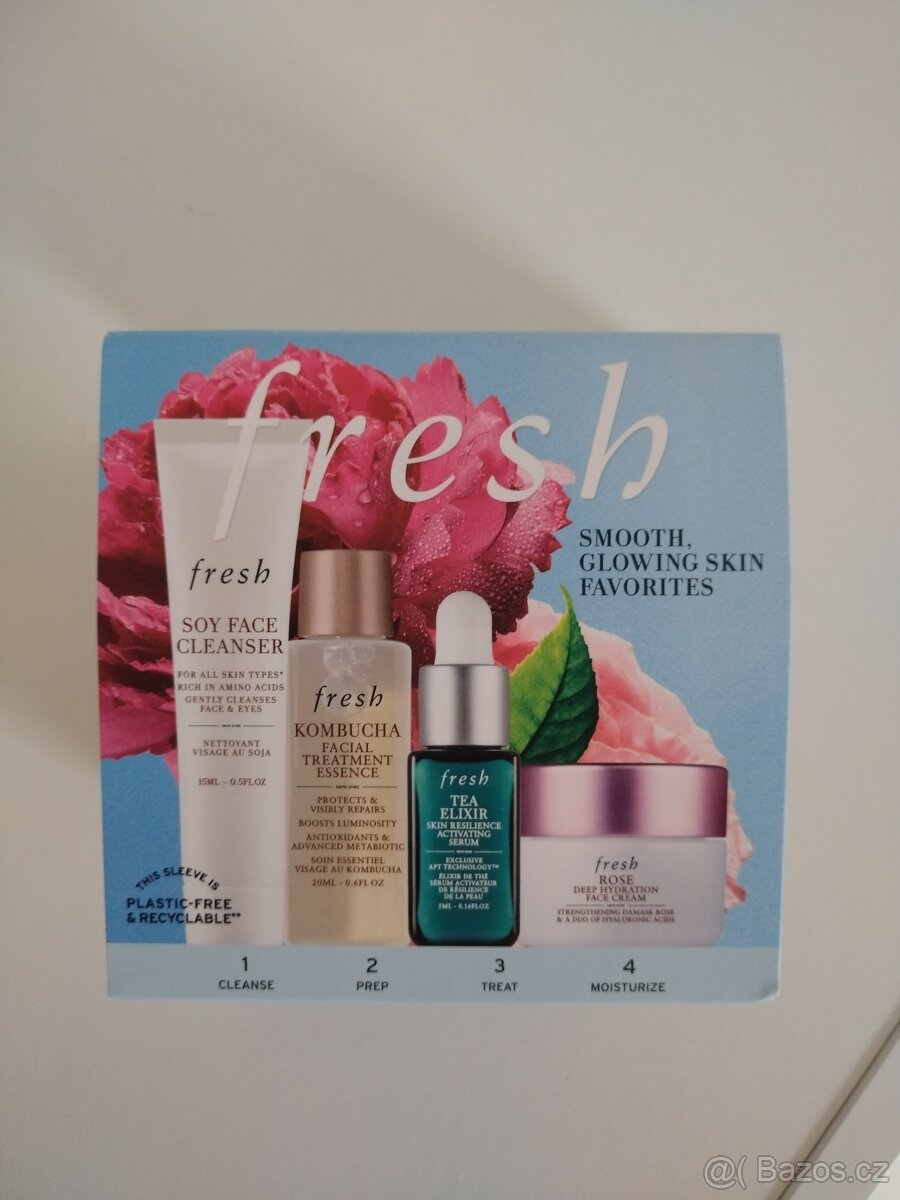 fresh
SMOOTH,
GLOWING SKIN
FAVORITES
fresh
SOY FACE
CLEANSER
FOR ALL SKIN TYPES*
RICH IN AMINO ACIDS
GENTLY CLEANSES
FACE & EYES
NETTOYANT
VISAGE AU SOJA
15ML – 0.5FLOZ
fresh
KOMBUCHA
FACIAL
TREATMENT
ESSENCE
PROTECTS &
VISIBLY REPAIRS
BOOSTS LUMINOSITY
ANTIOXIDANTS &
ADVANCED METABIOTIC
SOIN ESSENTIEL
VISAGE AU KOMBUCHA
20ML – 0.6FL OZ
fresh
TEA
ELIXIR
SKIN RESILIENCE
ACTIVATING
SERUM
EXCLUSIVE
AFT TECHNOLOGY™
ÉLIXIR DE THÉ
SÉRUM ACTIVATEUR
DE RÉSILIENCE
DE LA PEAU
5ML – 0.16FLOZ
fresh
ROSE
DEEP HYDRATION
FACE CREAM
STRENGTHENING DAMASK ROSE
& A DUO OF HYALURONIC ACIDS
THIS SLEEVE IS
PLASTIC-FREE
& RECYCLABLE**
1
CLEANSE
2
PREP
3
TREAT
4
MOISTURIZE
@( Bazos.cz